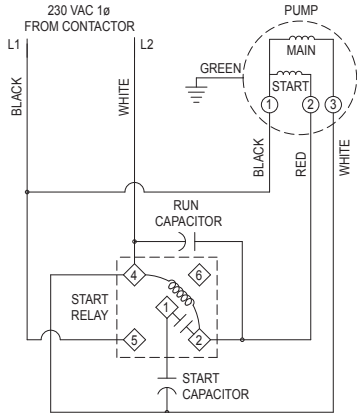 230 VAC 1ø
FROM CONTACTOR
L1
L2
BLACK
WHITE
PUMP
MAIN
START
GREEN
1
2
3
BLACK
RED
WHITE
RUN
CAPACITOR
4
6
START
RELAY
1
5
2
START
CAPACITOR